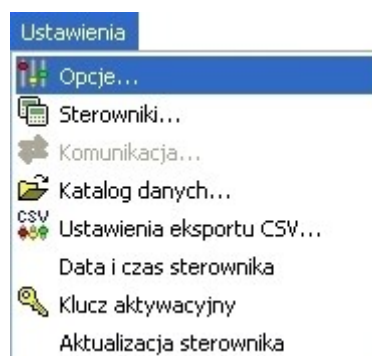 Ustawienia
Opcje...
Sterowniki...
Komunikacja...
Katalog danych...
CSV
Ustawienia eksportu CSV...
Data i czas sterownika
Klucz aktywacyjny
Aktualizacja sterownika